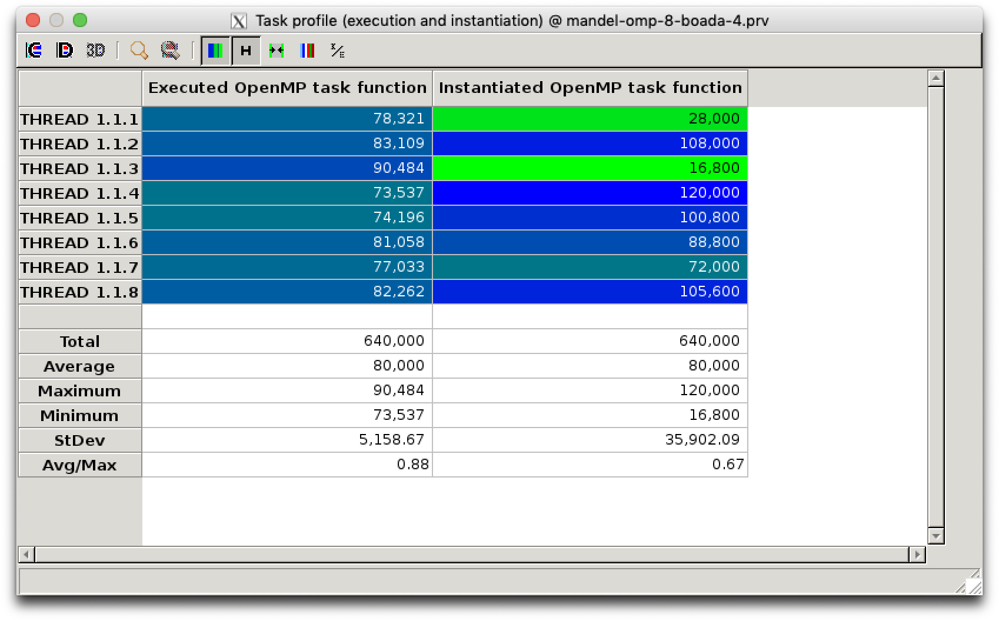 Task profile (execution and instantiation) @ mandel-omp-8-boada-4.prv
C D 3D H Σ/E
Executed OpenMP task function Instantiated OpenMP task function
THREAD 1.1.1 78,321 28,000
THREAD 1.1.2 83,109 108,000
THREAD 1.1.3 90,484 16,800
THREAD 1.1.4 73,537 120,000
THREAD 1.1.5 74,196 100,800
THREAD 1.1.6 81,058 88,800
THREAD 1.1.7 77,033 72,000
THREAD 1.1.8 82,262 105,600
Total 640,000 640,000
Average 80,000 80,000
Maximum 90,484 120,000
Minimum 73,537 16,800
StDev 5,158.67 35,902.09
Avg/Max 0.88 0.67